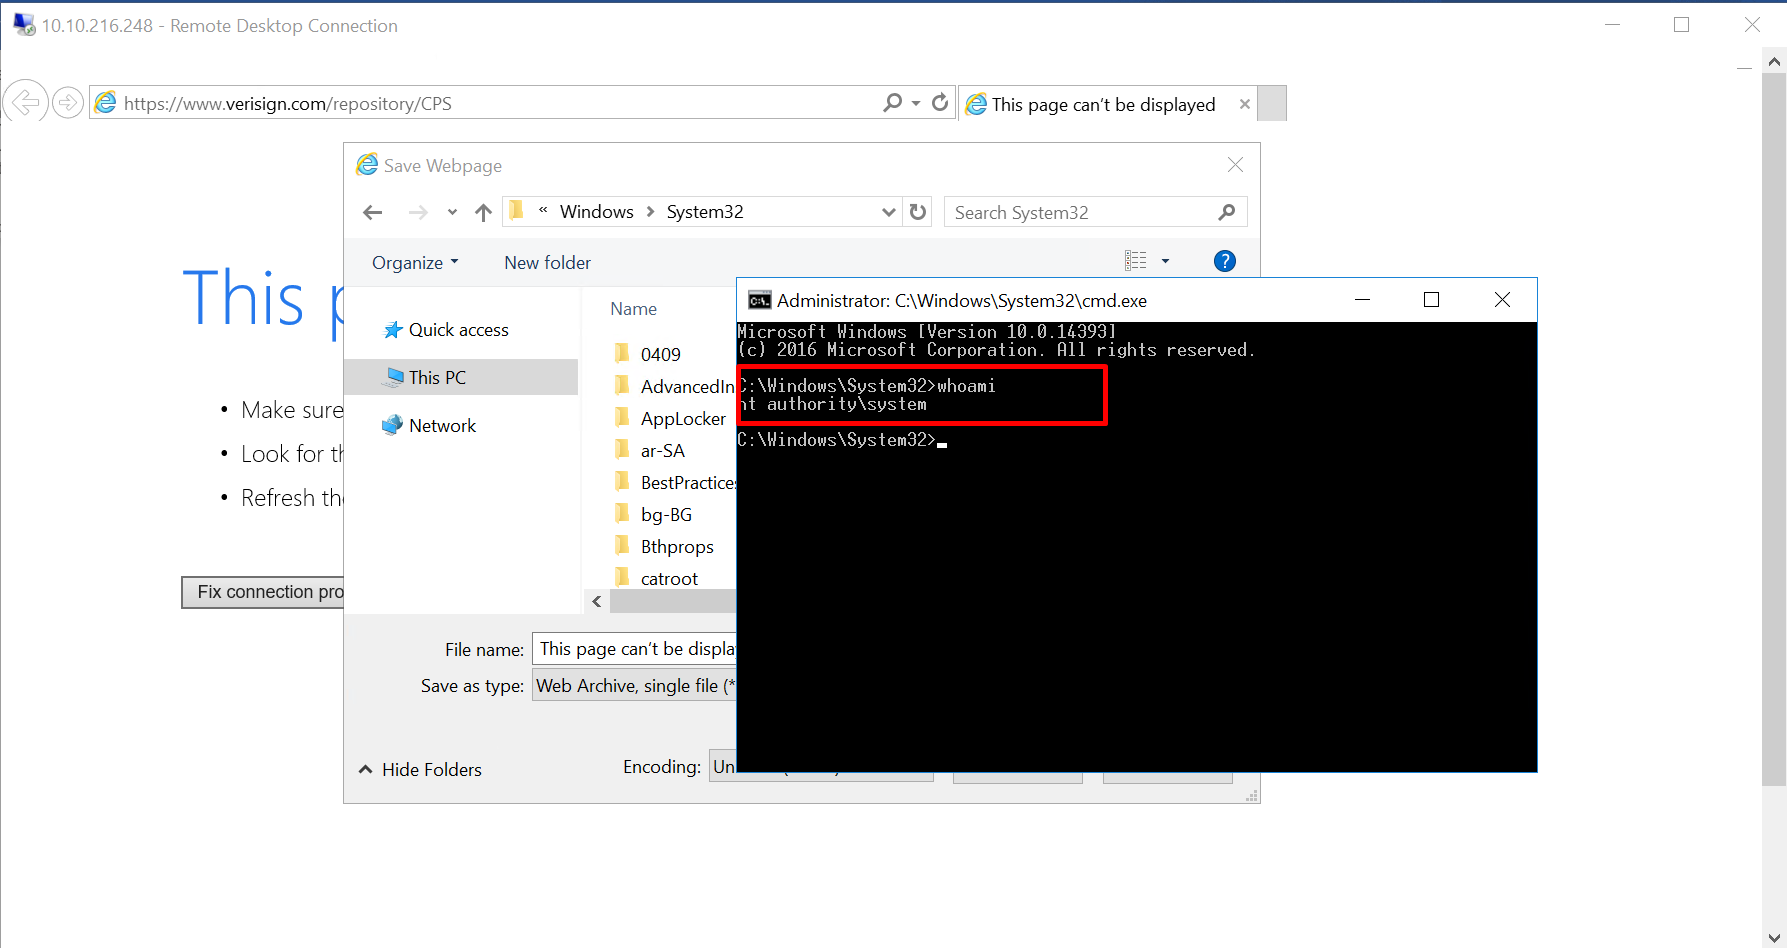 10.10.216.248 - Remote Desktop Connection
https://www.verisign.com/repository/CPS
This page can't be displayed
Save Webpage
« Windows > System32
Search System32
Organize
New folder
?
This
Name
Quick access
This PC
Network
0409
AdvancedIn
AppLocker
ar-SA
BestPractices
bg-BG
Bthprops
catroot
Administrator: C:\Windows\System32\cmd.exe
Microsoft Windows [Version 10.0.14393]
(c) 2016 Microsoft Corporation. All rights reserved.
C:\Windows\System32>whoami
nt authority\system
C:\Windows\System32>
• Make sure
• Look for th
• Refresh the
Fix connection pro
File name: This page can't be displa
Save as type: Web Archive, single file (*
Hide Folders
Encoding: Un